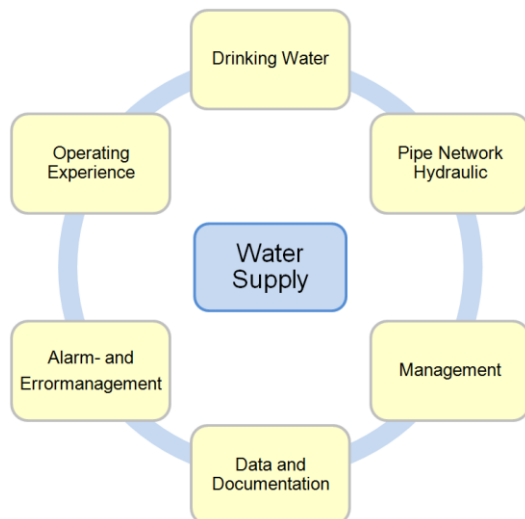 Drinking Water
Operating
Experience
Pipe Network
Hydraulic
Water
Supply
Alarm- and
Errormanagement
Management
Data and
Documentation